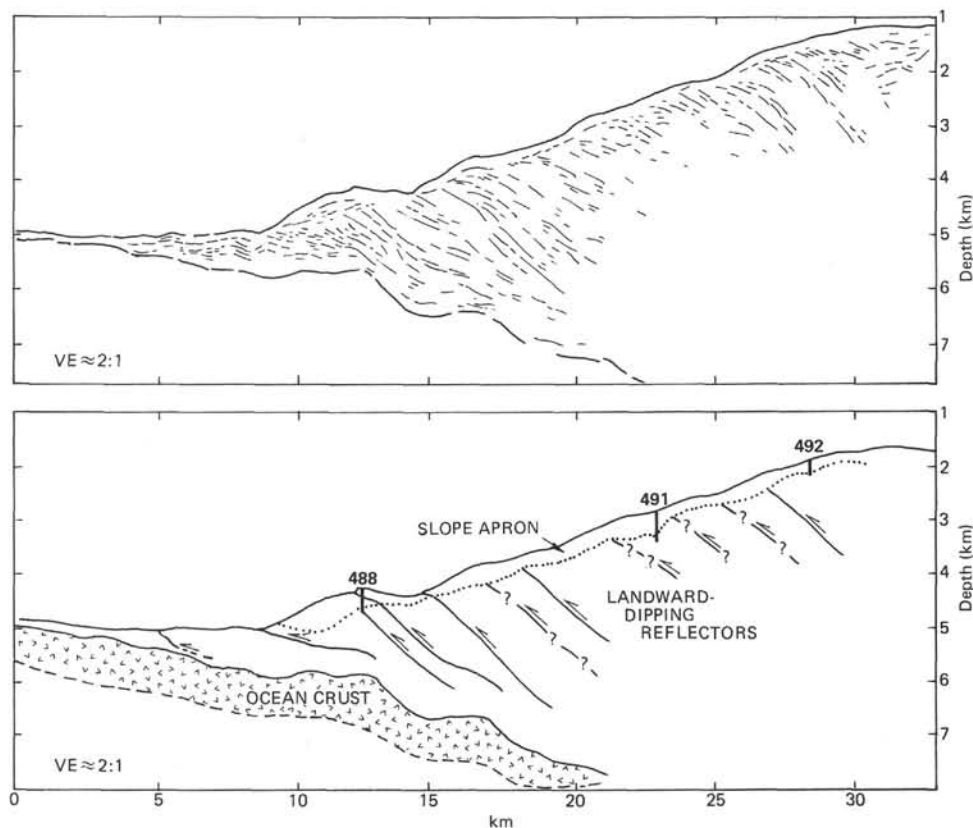 1
2
3
4
5
6
7
Depth (km)
VE≈2:1
1
2
3
4
5
6
7
Depth (km)
492
491
SLOPE APRON
488
?
?
?
?
?
?
?
?
?
?
?
LANDWARD-
DIPPING
REFLECTORS
OCEAN CRUST
VE≈2:1
0 5 10 15 20 25 30
km